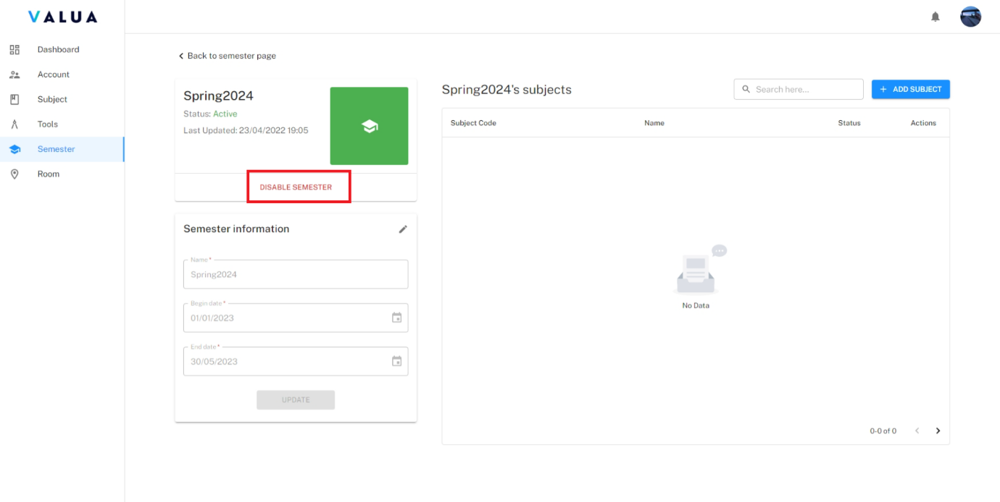 VALUA
Dashboard
Account
Subject
Tools
Semester
Room
Back to semester page
Spring2024
Status: Active
Last Updated: 23/04/2022 19:05
DISABLE SEMESTER
Semester information
Name *
Spring2024
Begin date *
01/01/2023
End date *
30/05/2023
UPDATE
Spring2024's subjects
Search here...
+ ADD SUBJECT
Subject Code Name Status Actions
No Data
0-0 of 0